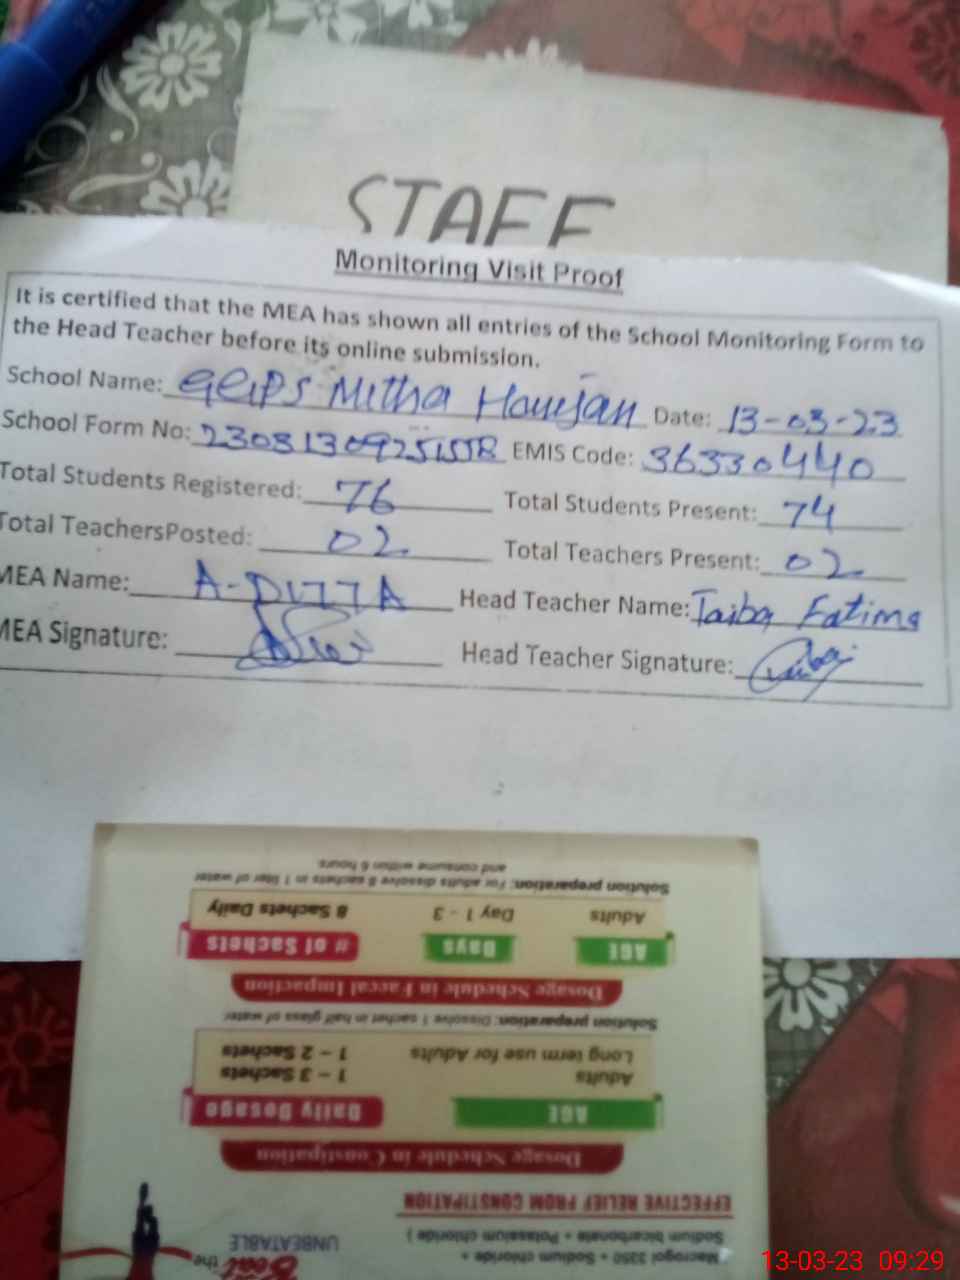 STAFF
Monitoring Visit Proof
It is certified that the MEA has shown all entries of the School Monitoring Form to
the Head Teacher before its online submission.
School Name: GGPS Mitha Date: 13-03-23
School Form No: EMIS Code: 36330440
Total Students Registered: 76 Total Students Present: 74
Total TeachersPosted: 02 Total Teachers Present: 02
MEA Name: A-DITTA Head Teacher Name: Taiba Fatima
MEA Signature: Head Teacher Signature:
Macrogol 3350 + Sodium chloride +
Sodium bicarbonate + Potassium chloride )
Beat the
UNBEATABLE
EFFECTIVE RELIEF FROM CONSTIPATION
Dosage Schedule in Constipation
AGE Daily Dosage
Adults 1 – 3 Sachets
Long term use for Adults 1 – 2 Sachets
Solution preparation: Dissolve 1 sachet in half glass of water
Dosage Schedule in Faecal Impaction
AGE Days # of Sachets
Adults Day 1 - 3 8 Sachets Daily
Solution preparation: For adults dissolve 8 sachets in 1 liter of water
and consume within 6 hours
13-03-23 09:29